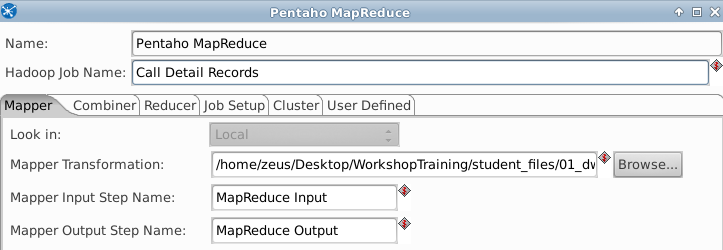 Pentaho MapReduce
Name: Pentaho MapReduce
Hadoop Job Name: Call Detail Records
Mapper Combiner Reducer Job Setup Cluster User Defined
Look in: Local
Mapper Transformation: /home/zeus/Desktop/WorkshopTraining/student_files/01_dv Browse...
Mapper Input Step Name: MapReduce Input
Mapper Output Step Name: MapReduce Output